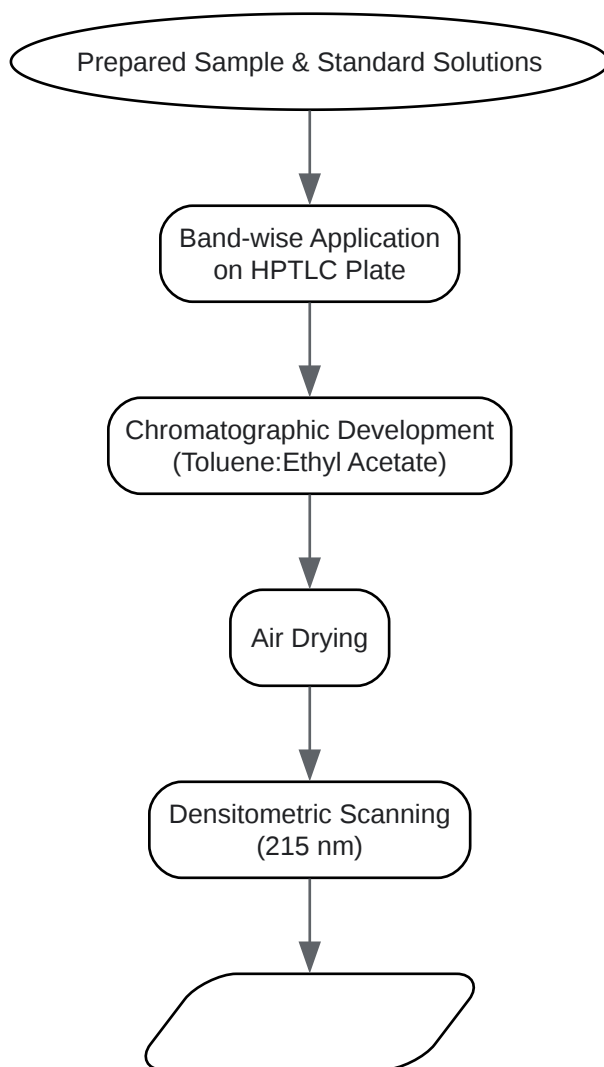 Prepared Sample & Standard Solutions
Band-wise Application
on HPTLC Plate
Chromatographic Development
(Toluene:Ethyl Acetate)
Air Drying
Densitometric Scanning
(215 nm)